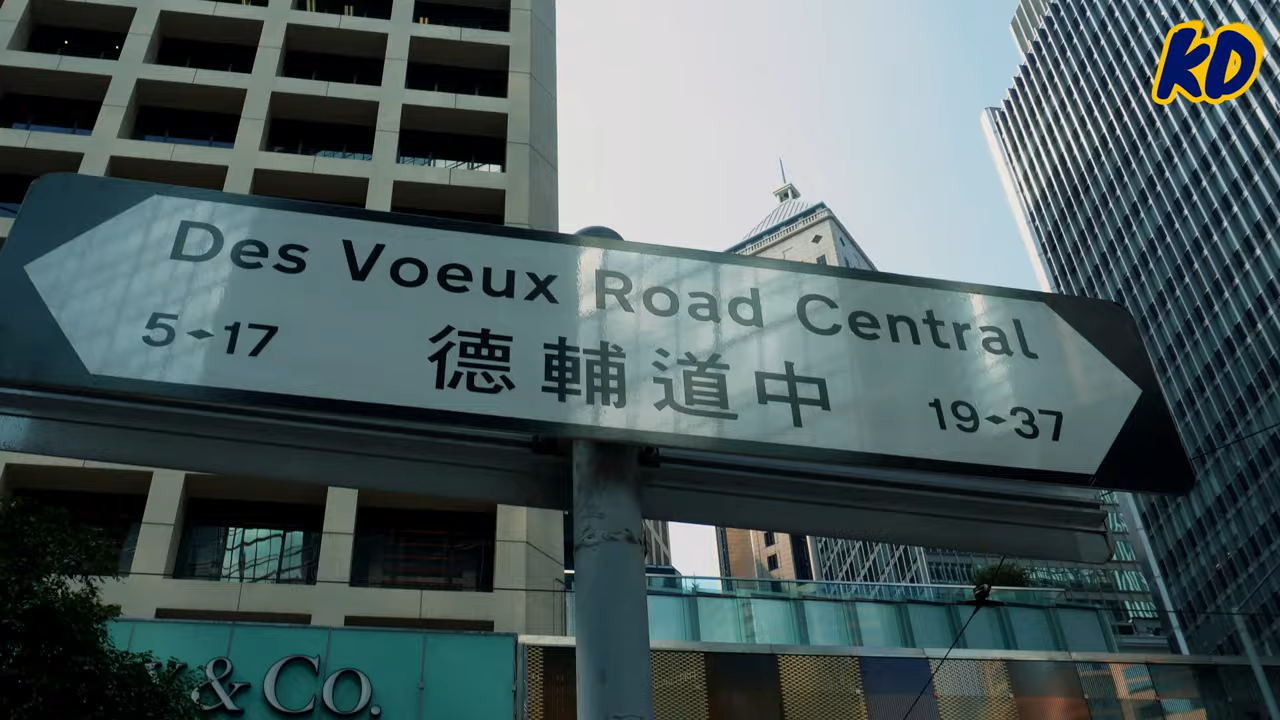 KD
Des Voeux Road Central
5◆17
德輔道中
19◆37
& Co.